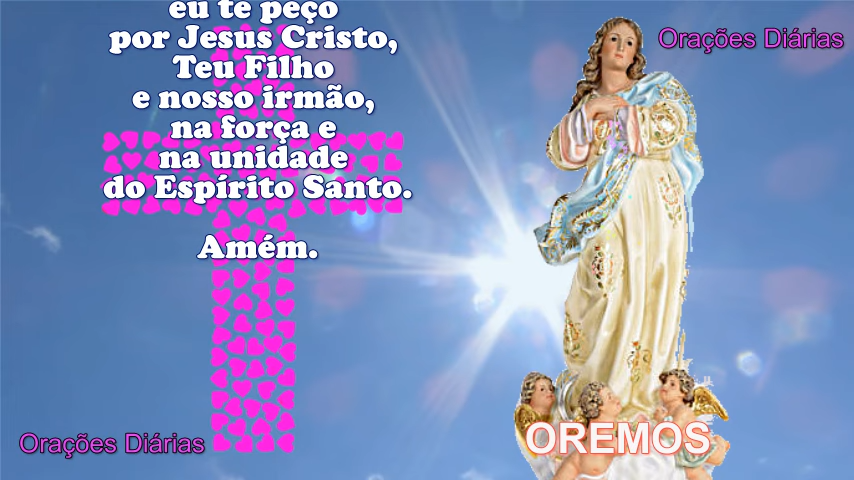 eu te peço
por Jesus Cristo,
Teu Filho
e nosso irmão,
na força e
na unidade
do Espírito Santo.
Amém.
Orações Diárias
Orações Diárias
OREMOS